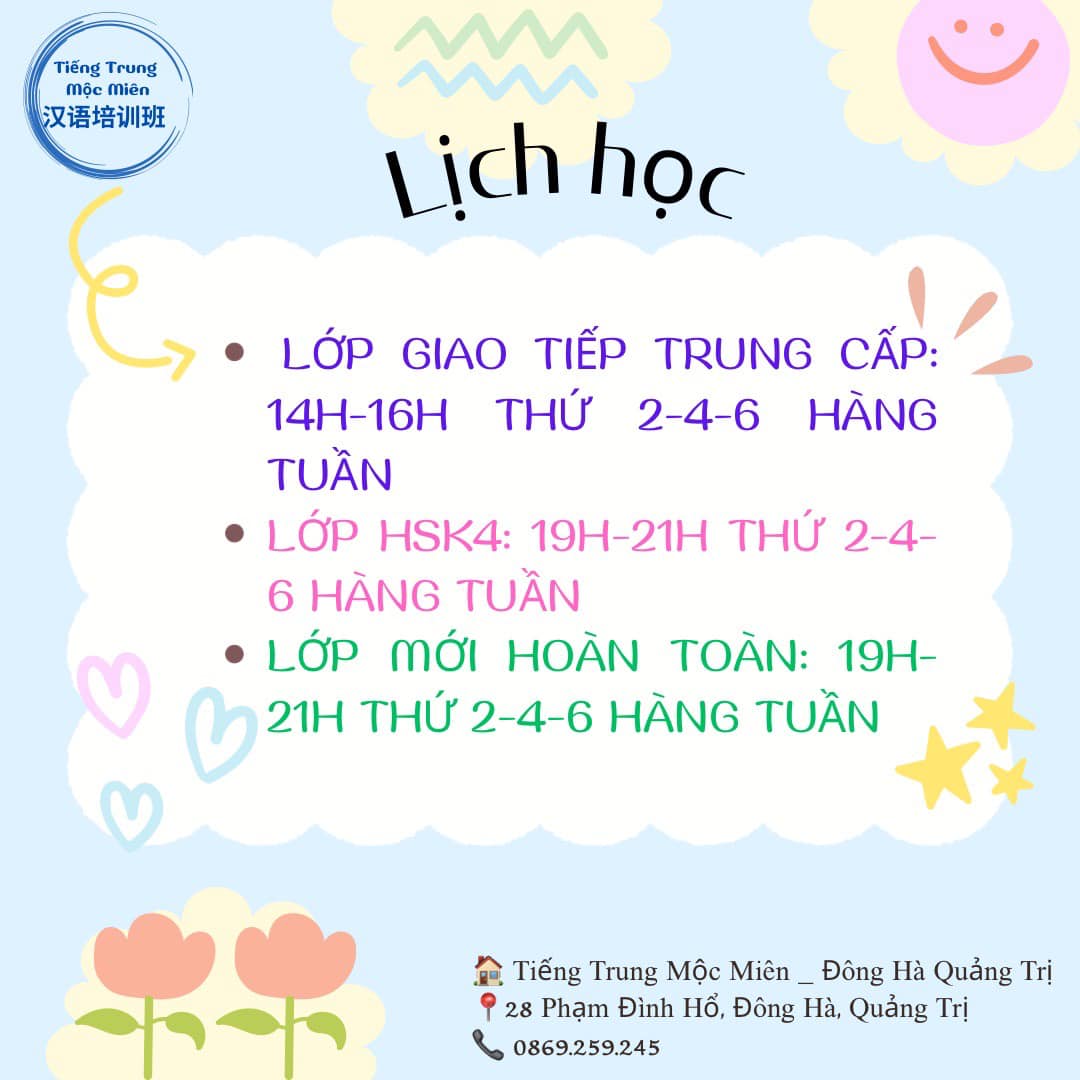 Tiếng Trung
Mộc Miên
汉语培训班
Lịch học
• LỚP GIAO TIẾP TRUNG CẤP:
14H-16H THỨ 2-4-6 HÀNG
TUẦN
• LỚP HSK4: 19H-21H THỨ 2-4-
6 HÀNG TUẦN
• LỚP MỚI HOÀN TOÀN: 19H-
21H THỨ 2-4-6 HÀNG TUẦN
🏠 Tiếng Trung Mộc Miên _ Đông Hà Quảng Trị
📍28 Phạm Đình Hổ, Đông Hà, Quảng Trị
📞 0869.259.245